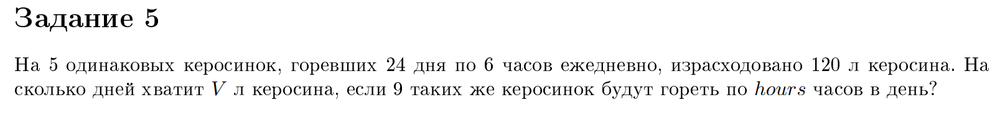 Задание 5
На 5 одинаковых керосинок, горевших 24 дня по 6 часов ежедневно, израсходовано 120 л керосина. На
сколько дней хватит V л керосина, если 9 таких же керосинок будут гореть по hours часов в день?